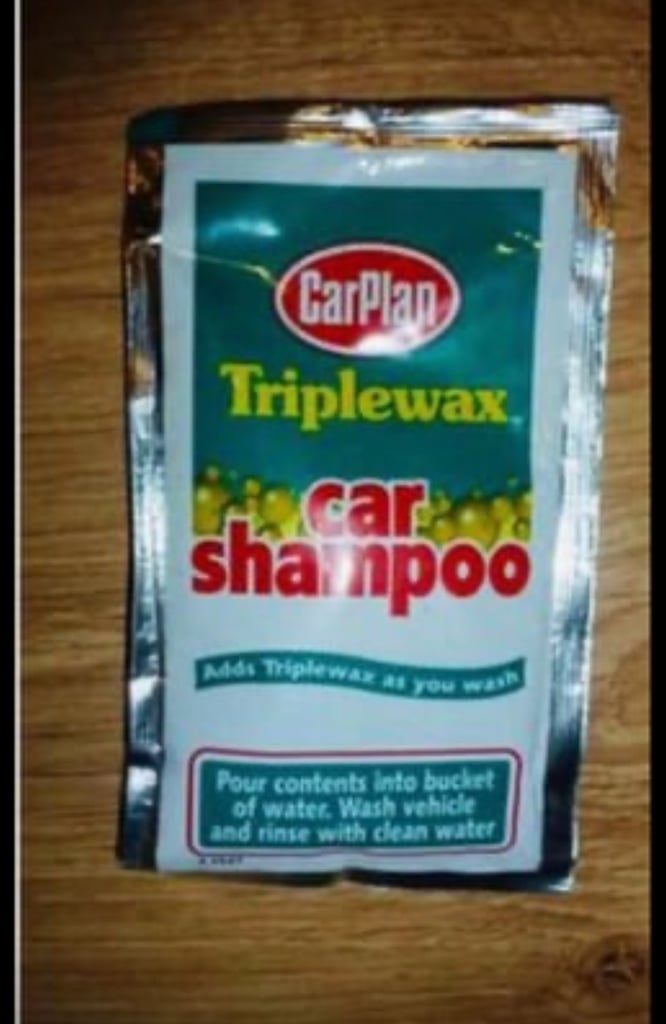 CarPlan
Triplewax
car
shampoo
Adds Triplewax as you wash
Pour contents into bucket
of water. Wash vehicle
and rinse with clean water